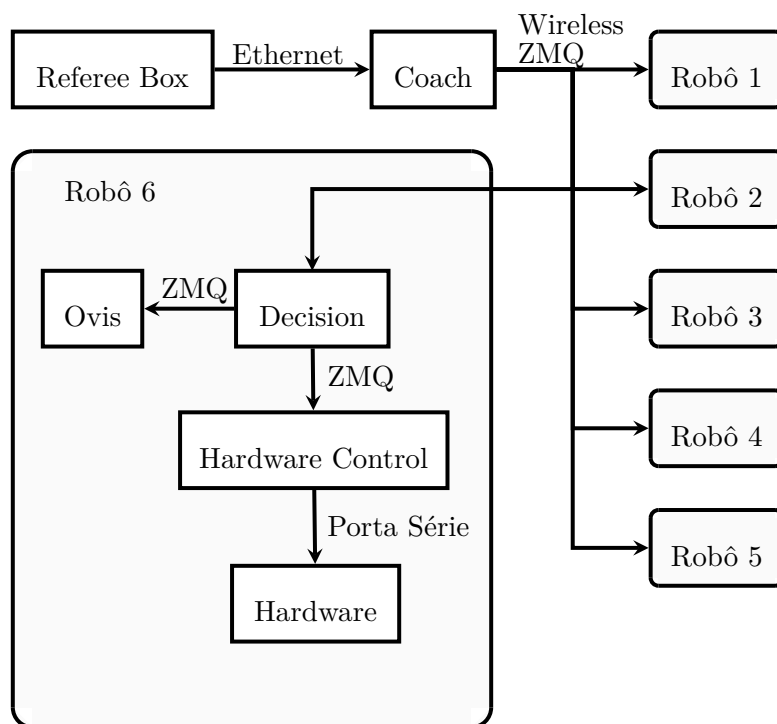 Referee Box
Ethernet
Coach
Wireless
ZMQ
Robô 1
Robô 6
Robô 2
Ovis
ZMQ
Decision
Robô 3
ZMQ
Hardware Control
Robô 4
Porta Série
Robô 5
Hardware